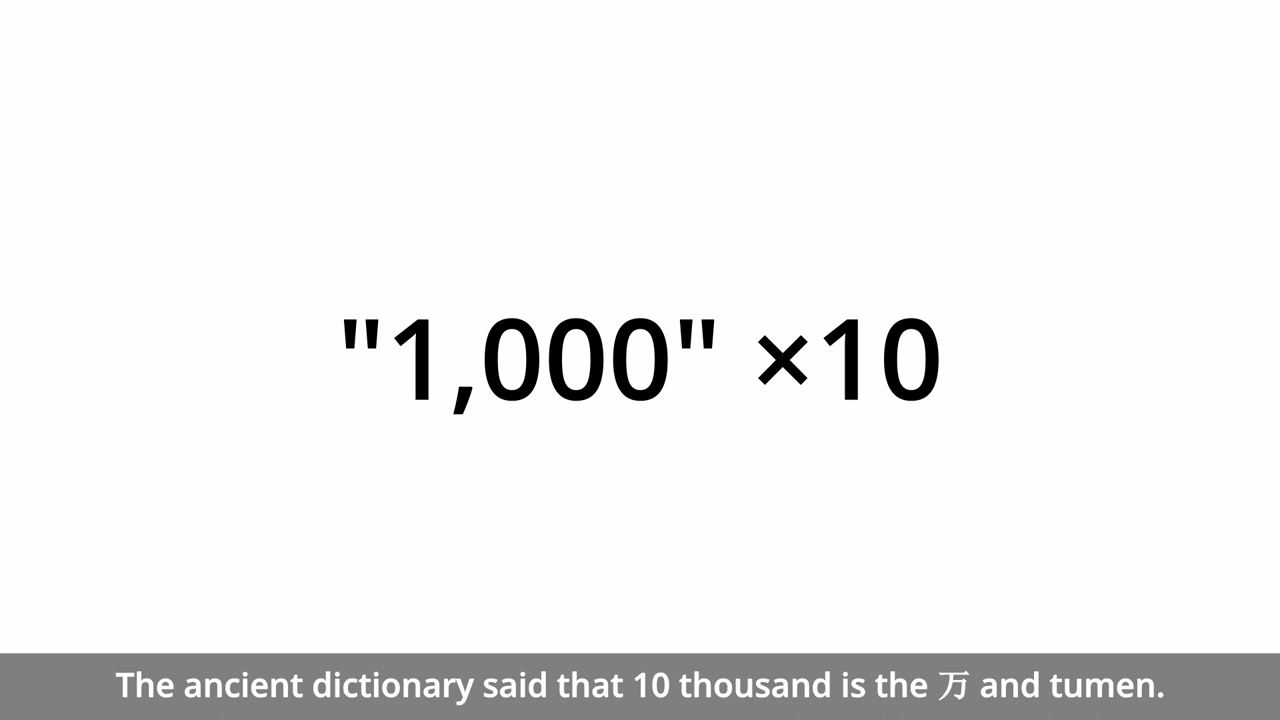 "1,000" ×10
The ancient dictionary said that 10 thousand is the 万 and tumen.